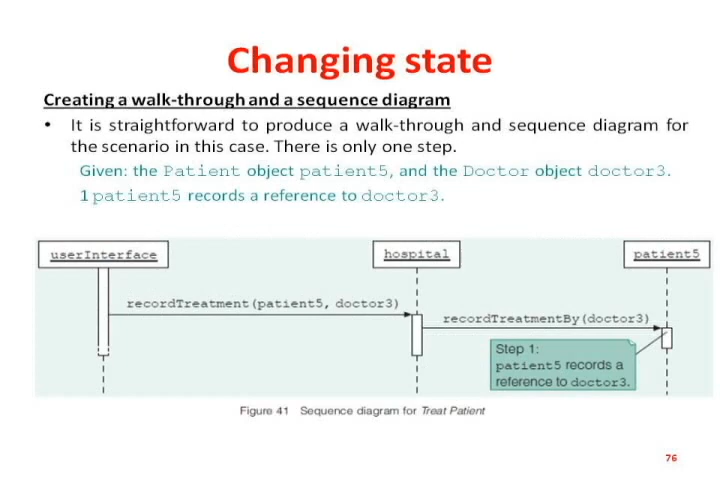 Changing state
Creating a walk-through and a sequence diagram
• It is straightforward to produce a walk-through and sequence diagram for
the scenario in this case. There is only one step.
Given: the Patient object patient5, and the Doctor object doctor3.
1 patient5 records a reference to doctor3.
userInterface
hospital
patient5
recordTreatment(patient5, doctor3)
recordTreatmentBy(doctor3)
Step 1:
patient5 records a
reference to doctor3.
Figure 41 Sequence diagram for Treat Patient
76